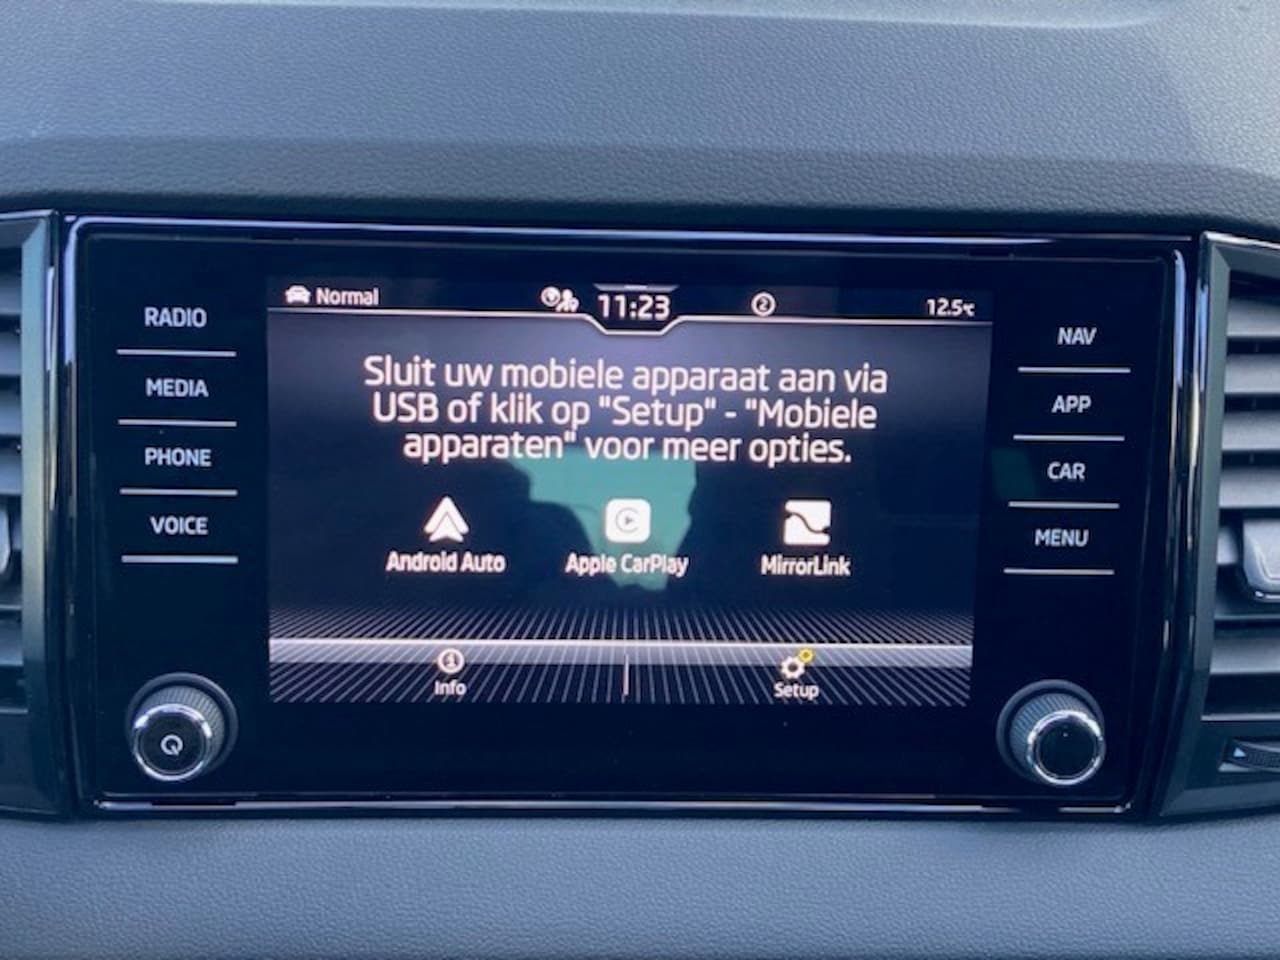 Normal
11:23
2
12.5°C
RADIO
MEDIA
PHONE
VOICE
NAV
APP
CAR
MENU
Sluit uw mobiele apparaat aan via
USB of klik op "Setup" - "Mobiele
apparaten" voor meer opties.
Android Auto
Apple CarPlay
MirrorLink
Info
Setup